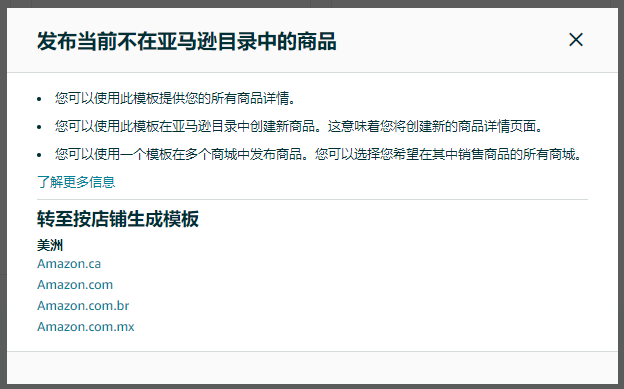 发布当前不在亚马逊目录中的商品
您可以使用此模板提供您的所有商品详情。
您可以使用此模板在亚马逊目录中创建新商品。这意味着您将创建新的商品详情页面。
您可以使用一个模板在多个商城中发布商品。您可以选择您希望在其中销售商品的所有商城。
了解更多信息
转至按店铺生成模板
美洲
Amazon.ca
Amazon.com
Amazon.com.br
Amazon.com.mx